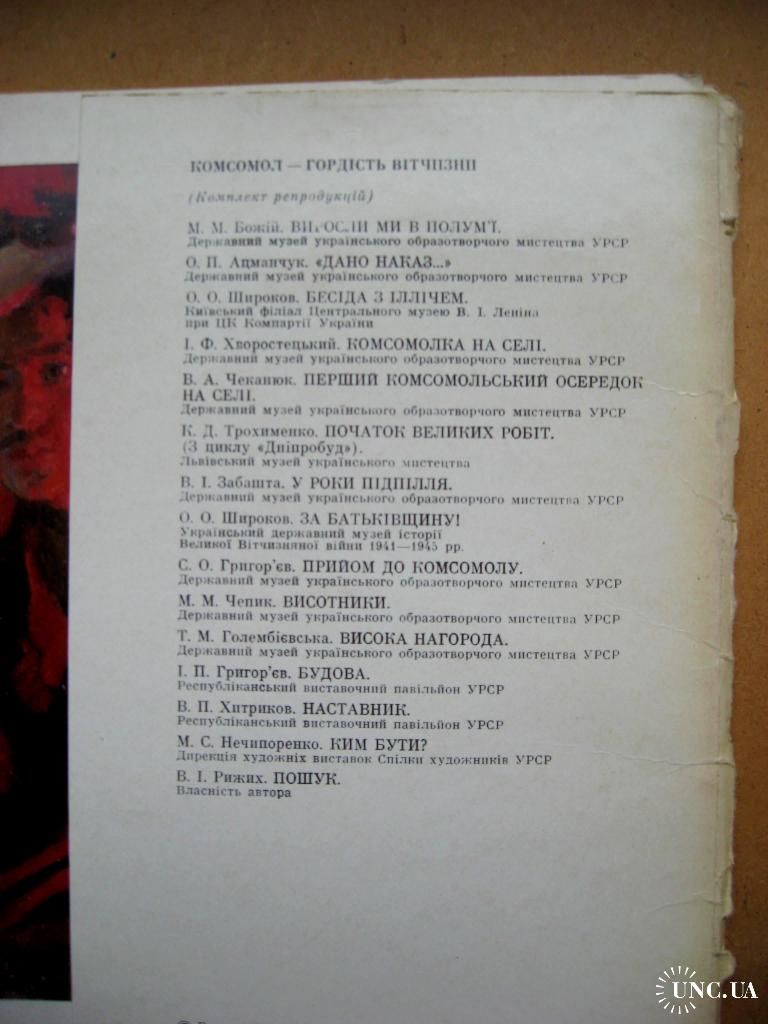 КОМСОМОЛ — ГОРДІСТЬ ВІТЧИЗНИ
(Комплект репродукцій)
М. М. Божій. ВИРОСЛИ МИ В ПОЛУМ'Ї.
Державний музей українського образотворчого мистецтва УРСР
О. П. Ацманчук. «ДАНО НАКАЗ...»
Державний музей українського образотворчого мистецтва УРСР
О. О. Широков. БЕСІДА З ІЛЛІЧЕМ.
Київський філіал Центрального музею В. І. Леніна
при ЦК Компартії України
І. Ф. Хворостецький. КОМСОМОЛКА НА СЕЛІ.
Державний музей українського образотворчого мистецтва УРСР
В. А. Чеканюк. ПЕРШИЙ КОМСОМОЛЬСЬКИЙ ОСЕРЕДОК
НА СЕЛІ.
Державний музей українського образотворчого мистецтва УРСР
К. Д. Трохименко. ПОЧАТОК ВЕЛИКИХ РОБІТ.
(З циклу «Дніпробуд»).
Львівський музей українського мистецтва
В. І. Забашта. У РОКИ ПІДПІЛЛЯ.
Державний музей українського образотворчого мистецтва УРСР
О. О. Широков. ЗА БАТЬКІВЩИНУ!
Український державний музей історії
Великої Вітчизняної війни 1941—1945 рр.
С. О. Григор'єв. ПРИЙОМ ДО КОМСОМОЛУ.
Державний музей українського образотворчого мистецтва УРСР
М. М. Чепик. ВИСОТНИКИ.
Державний музей українського образотворчого мистецтва УРСР
Т. М. Голембієвська. ВИСОКА НАГОРОДА.
Державний музей українського образотворчого мистецтва УРСР
І. П. Григор'єв. БУДОВА.
Республіканський виставочний павільйон УРСР
В. П. Хитриков. НАСТАВНИК.
Республіканський виставочний павільйон УРСР
М. С. Нечипоренко. КИМ БУТИ?
Дирекція художніх виставок Спілки художників УРСР
В. І. Рижих. ПОШУК.
Власність автора
UNC.UA